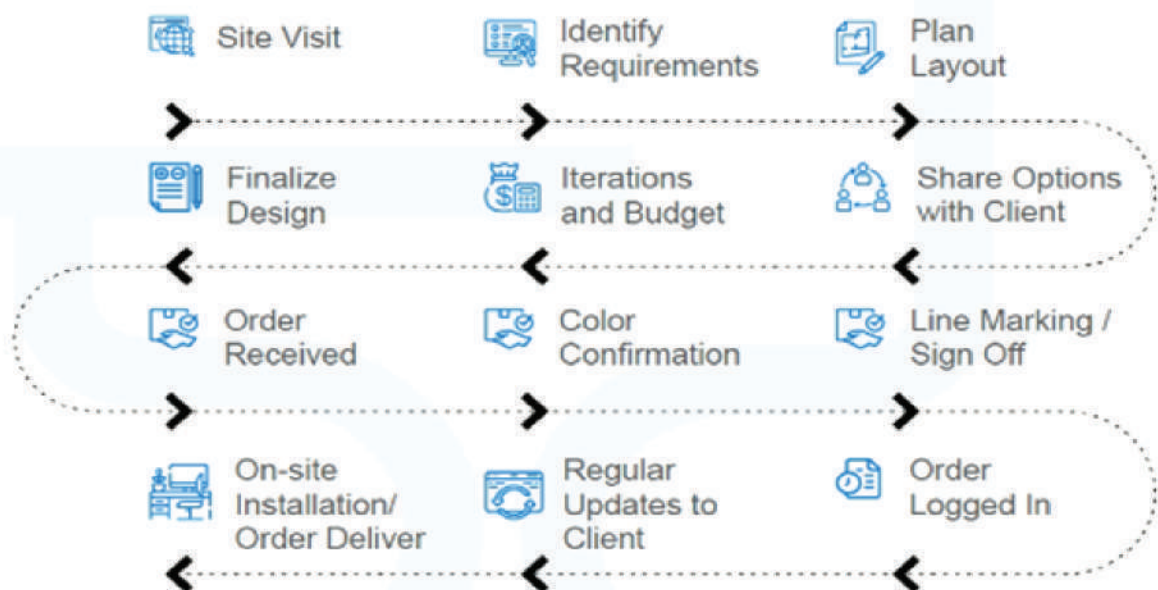 Site Visit
Identify
Requirements
Plan
Layout
Share Options
with Client
Iterations
and Budget
Finalize
Design
Order
Received
Color
Confirmation
Line Marking /
Sign Off
Order
Logged In
Regular
Updates to
Client
On-site
Installation/
Order Deliver